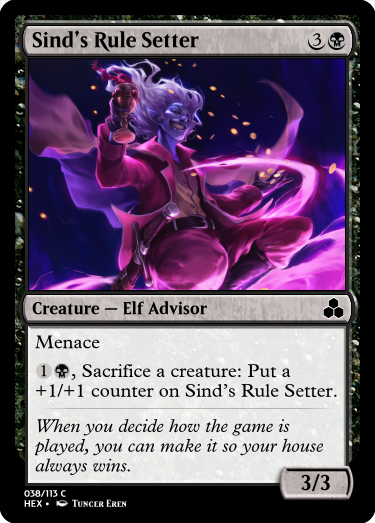 Sind's Rule Setter 3
Creature — Elf Advisor
Menace
1, Sacrifice a creature: Put a
+1/+1 counter on Sind's Rule Setter.
When you decide how the game is
played, you can make it so your house
always wins.
3/3
038/113 C
HEX • Tuncer Eren